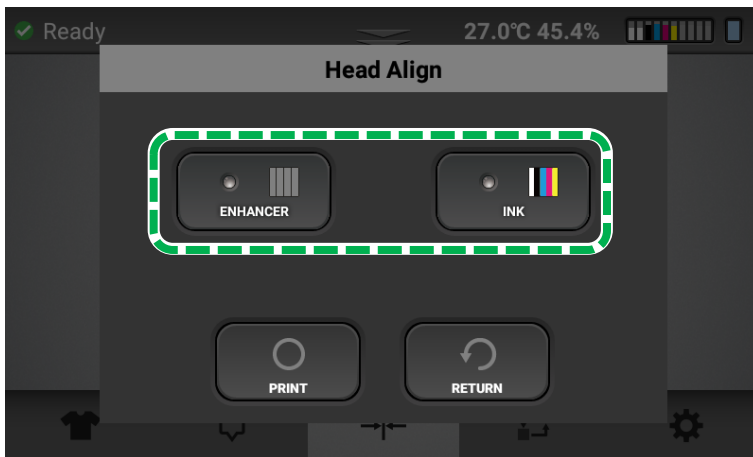 Ready
27.0℃ 45.4%
Head Align
ENHANCER
INK
PRINT
RETURN